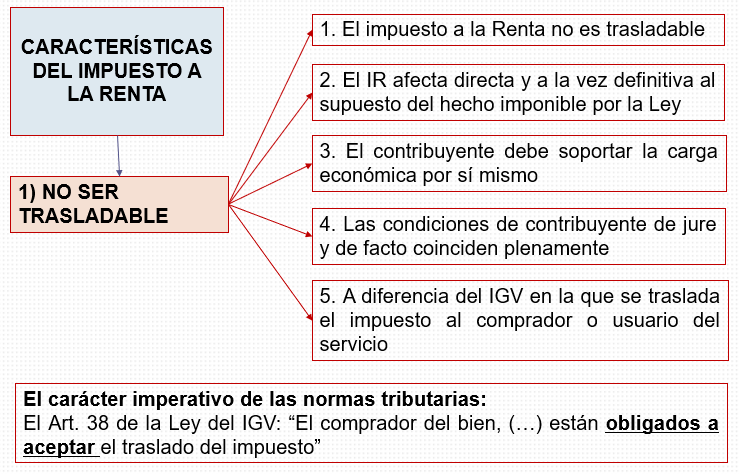 CARACTERÍSTICAS
DEL IMPUESTO A
LA RENTA
1) NO SER
TRASLADABLE
1. El impuesto a la Renta no es trasladable
2. El IR afecta directa y a la vez definitiva al
supuesto del hecho imponible por la Ley
3. El contribuyente debe soportar la carga
económica por sí mismo
4. Las condiciones de contribuyente de jure
y de facto coinciden plenamente
5. A diferencia del IGV en la que se traslada
el impuesto al comprador o usuario del
servicio
El carácter imperativo de las normas tributarias:
El Art. 38 de la Ley del IGV: “El comprador del bien, (…) están obligados a
aceptar el traslado del impuesto”